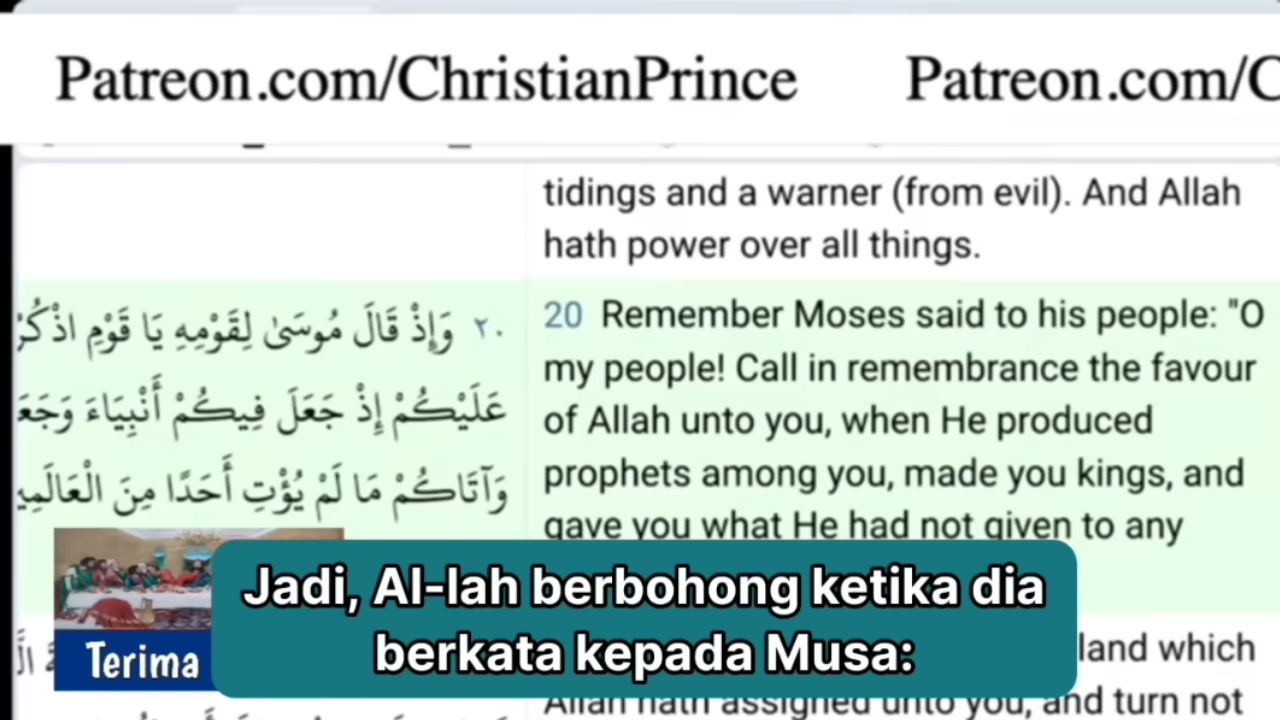 Patreon.com/ChristianPrince Patreon.com/C
tidings and a warner (from evil). And Allah
hath power over all things.
٢٠ وَإِذْ قَالَ مُوسَىٰ لِقَوْمِهِ يَا قَوْمِ اذْكُرُ
عَلَيْكُمْ إِذْ جَعَلَ فِيكُمْ أَنْبِيَاءَ وَجَعَ
وَآتَاكُمْ مَا لَمْ يُؤْتِ أَحَدًا مِنَ الْعَالَمِي
20 Remember Moses said to his people: "O
my people! Call in remembrance the favour
of Allah unto you, when He produced
prophets among you, made you kings, and
gave you what He had not given to any
Jadi, Al-lah berbohong ketika dia
berkata kepada Musa:
Terima
land which
Allah hath assigned unto you, and turn not